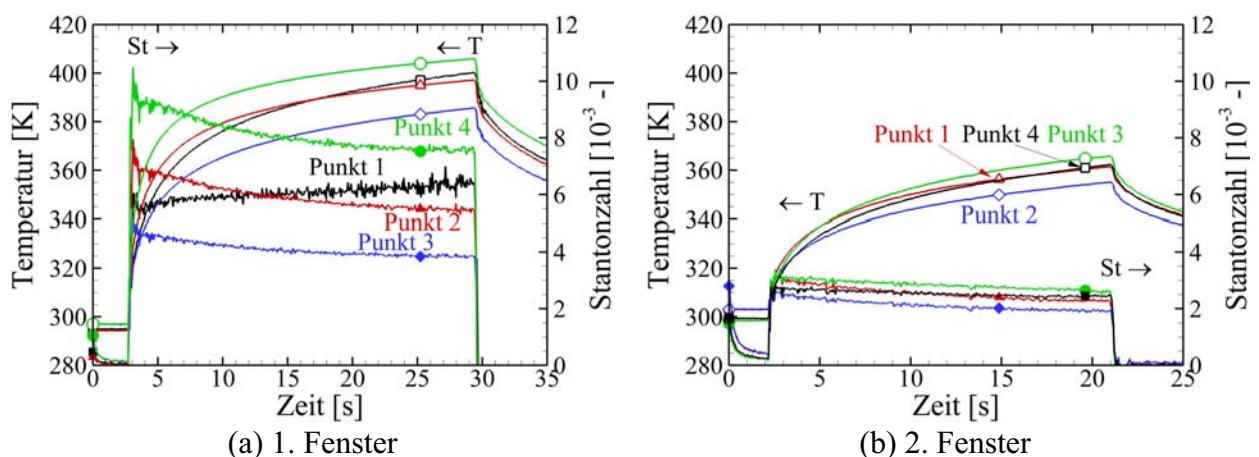 420
400
380
360
340
320
300
280
Temperatur [K]
St →
← T
Punkt 4
Punkt 1
Punkt 2
Punkt 3
12
10
8
6
4
2
0
Stantonzahl [10⁻³ -]
0 5 10 15 20 25 30 35
Zeit [s]
(a) 1. Fenster
420
400
380
360
340
320
300
280
Temperatur [K]
Punkt 1 Punkt 4 Punkt 3
← T
Punkt 2
St →
12
10
8
6
4
2
0
Stantonzahl [10⁻³ -]
0 5 10 15 20 25
Zeit [s]
(b) 2. Fenster